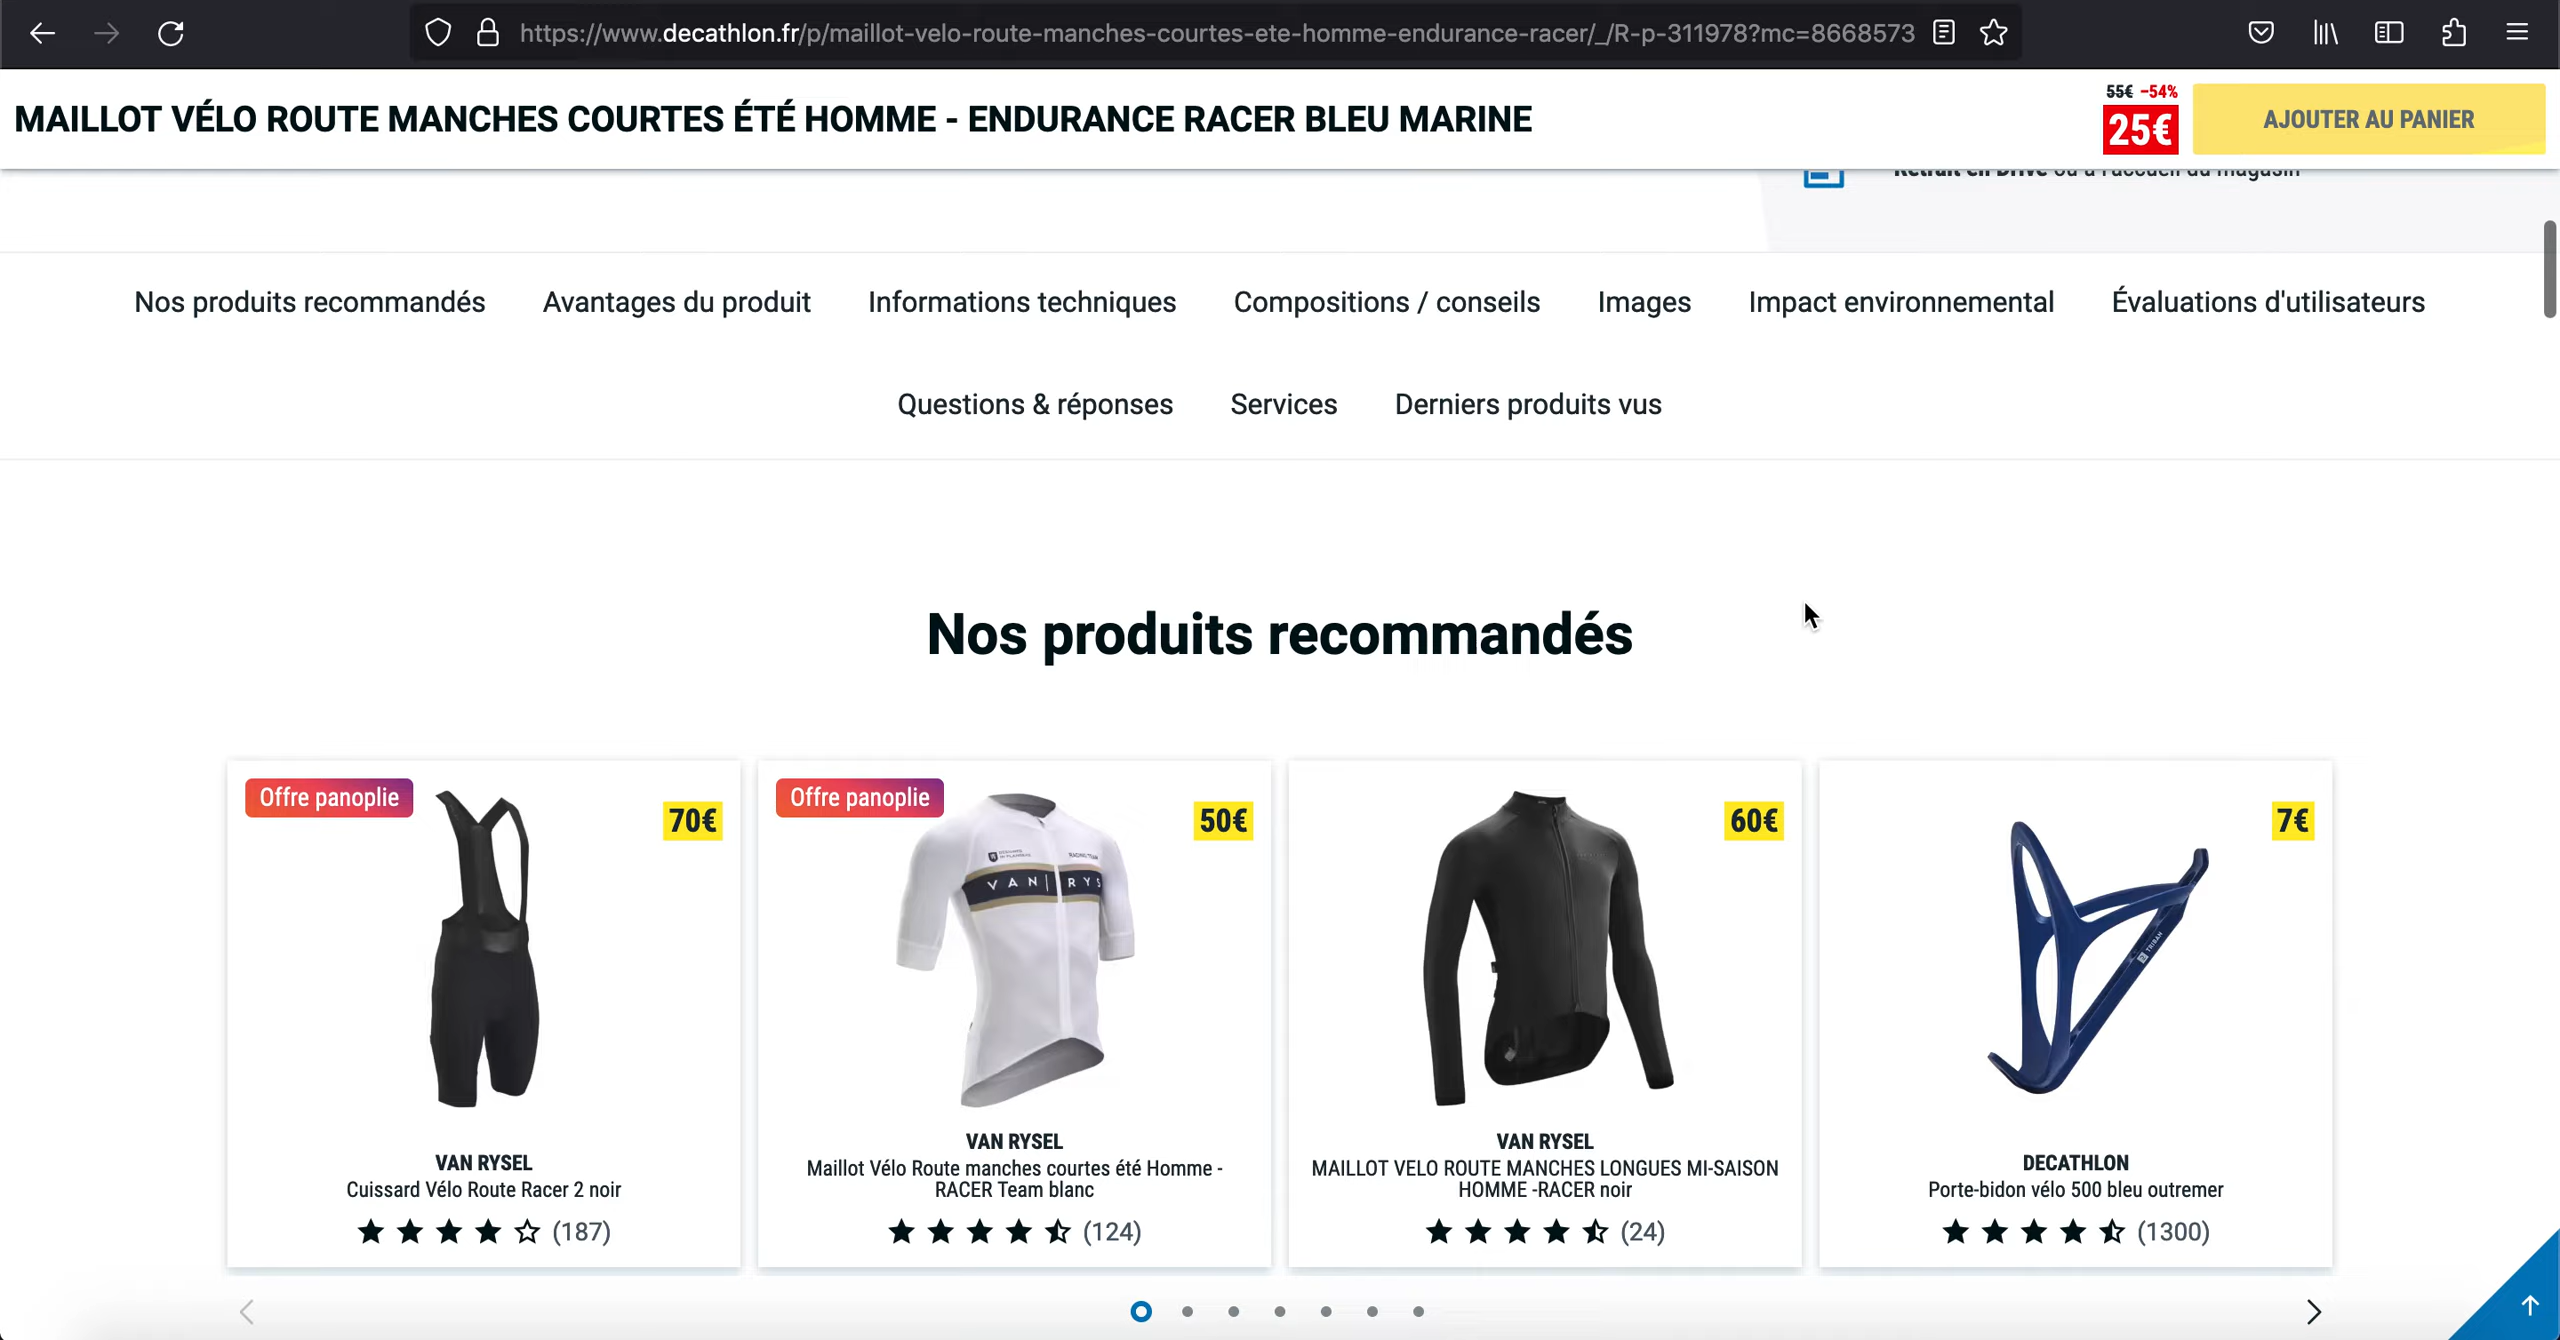 https://www.decathlon.fr/p/maillot-velo-route-manches-courtes-ete-homme-endurance-racer/_/R-p-311978?mc=8668573
MAILLOT VÉLO ROUTE MANCHES COURTES ÉTÉ HOMME - ENDURANCE RACER BLEU MARINE
55€ -54%
25€
AJOUTER AU PANIER
Retrait en Drive ou à l'accueil du magasin
Nos produits recommandés
Avantages du produit
Informations techniques
Compositions / conseils
Images
Impact environnemental
Évaluations d'utilisateurs
Questions & réponses
Services
Derniers produits vus
Nos produits recommandés
Offre panoplie
70€
VAN RYSEL
Cuissard Vélo Route Racer 2 noir
(187)
Offre panoplie
50€
RACING TEAM
VAN RYS
VAN RYSEL
Maillot Vélo Route manches courtes été Homme -
RACER Team blanc
(124)
60€
VAN RYSEL
MAILLOT VELO ROUTE MANCHES LONGUES MI-SAISON
HOMME -RACER noir
(24)
7€
TRIBAN
DECATHLON
Porte-bidon vélo 500 bleu outremer
(1300)